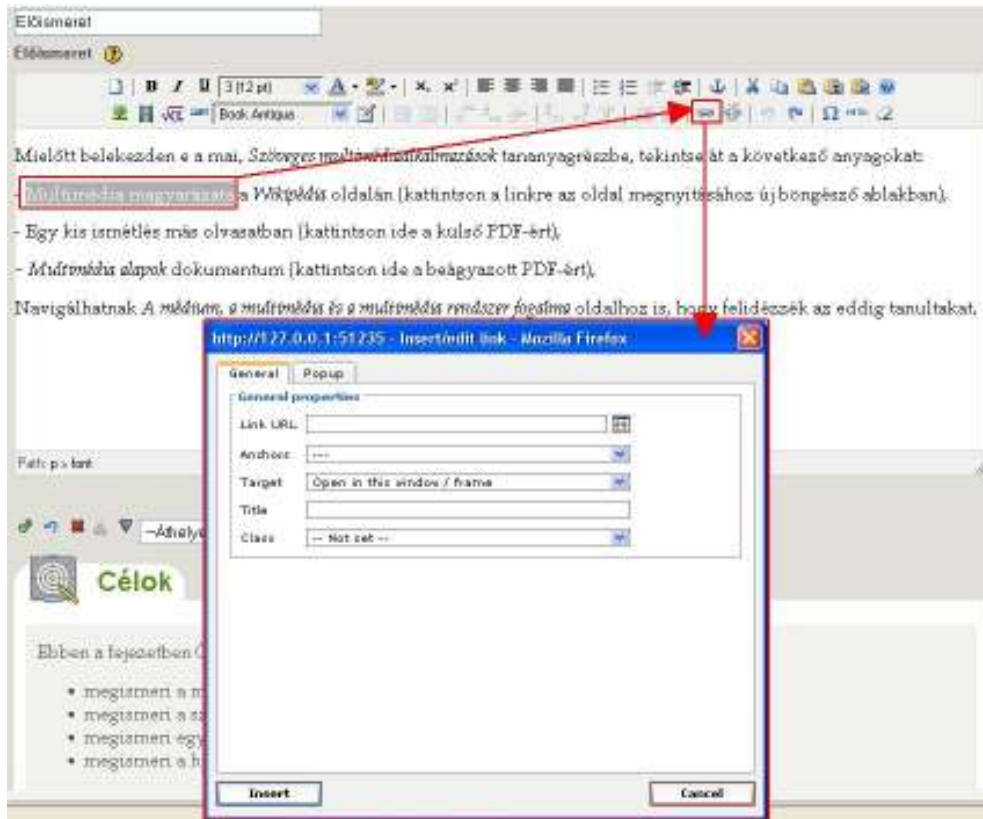 Előismeret
Előismeret
3 (12 pt)
Book Antiqua
Mielőtt belekezdene a mai, Szöveges multimédiaalkalmazások tananyagrészbe, tekintse át a következő anyagokat:
- Multimédia magyarázata a Wikipédia oldalán (kattintson a linkre az oldal megnyitásához új böngésző ablakban),
- Egy kis ismétlés más olvasatban (kattintson ide a külső PDF-ért),
- Multimédia alapok dokumentum (kattintson ide a beágyazott PDF-ért),
Navigálhatnak A médium, a multimédia és a multimédia rendszer fogalma oldalhoz is, hogy felidézzék az eddig tanultakat.
http://127.0.0.1:51235 - Insert/edit link - Mozilla Firefox
General Popup
General properties
Link URL
Anchors ---
Target Open in this window / frame
Title
Class -- Not set --
Insert Cancel
Path: p » font
--Áthelye
Célok
Ebben a fejezetben
• megismeri a m
• megismeri a sz
• megismeri egy
• megismeri a h